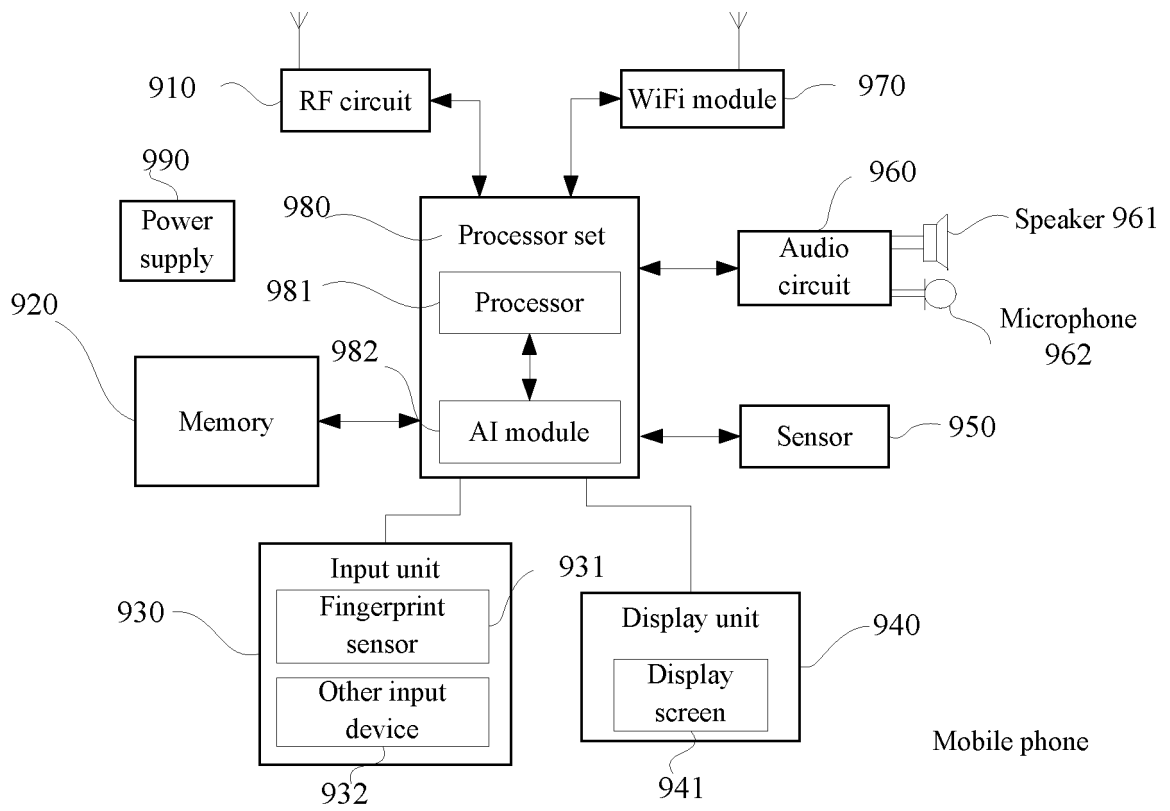 910
RF circuit
WiFi module
970
990
Power
supply
980
Processor set
960
Audio
circuit
Speaker 961
981
Processor
Microphone
962
920
Memory
982
AI module
Sensor
950
Input unit
931
930
Fingerprint
sensor
Other input
device
932
Display unit
940
Display
screen
941
Mobile phone